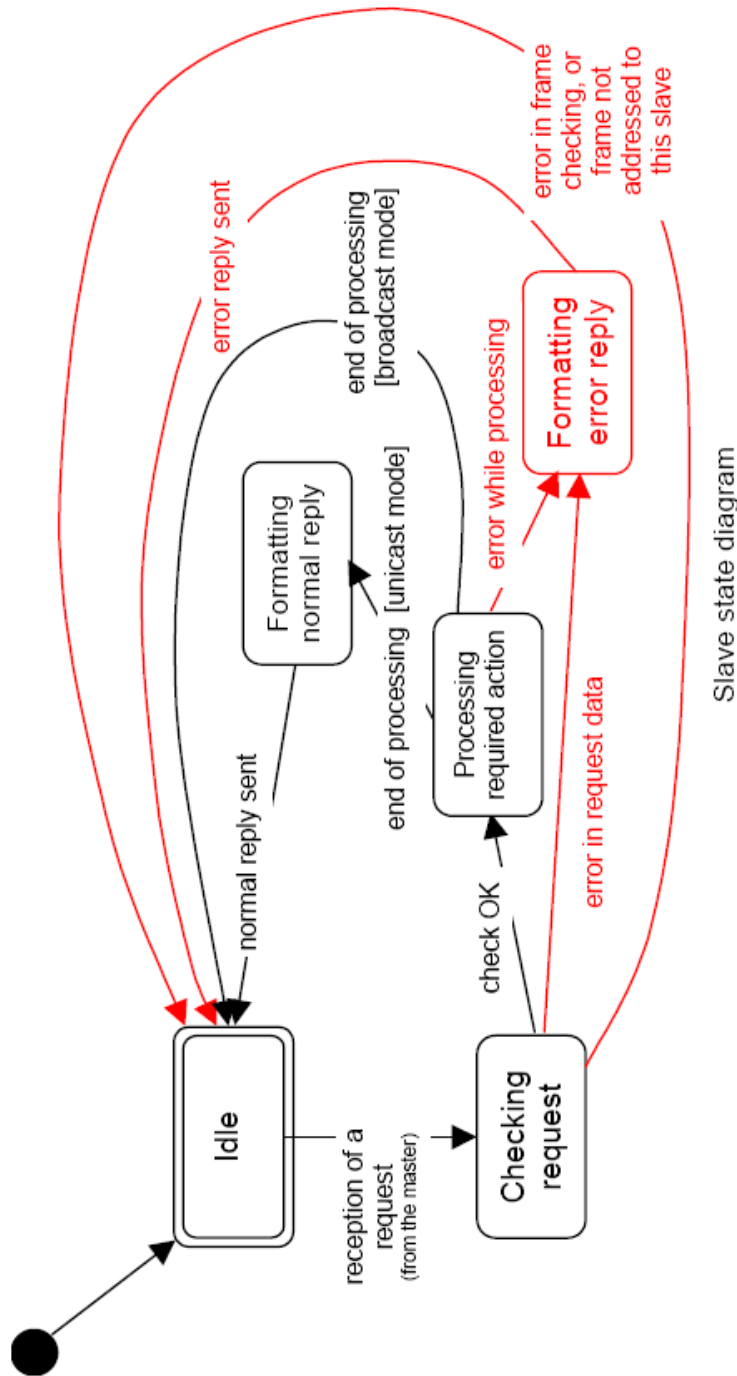 Idle
reception of a
request
(from the master)
Checking
request
normal reply sent
check OK
Formatting
normal reply
end of processing [unicast mode]
Processing
required action
end of processing
[broadcast mode]
error reply sent
error while processing
error in request data
Formatting
error reply
error in frame
checking, or
frame not
addressed to
this slave
Slave state diagram